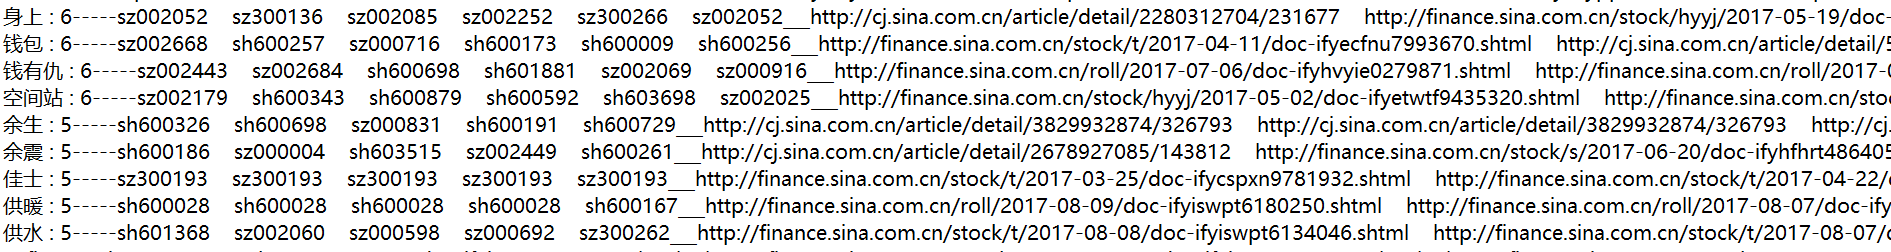 身上 : 6-----sz002052 sz300136 sz002085 sz002252 sz300266 sz002052__http://cj.sina.com.cn/article/detail/2280312704/231677 http://finance.sina.com.cn/stock/hyyj/2017-05-19/doc-
钱包 : 6-----sz002668 sh600257 sz000716 sh600173 sh600009 sh600256__http://finance.sina.com.cn/stock/t/2017-04-11/doc-ifyecfnu7993670.shtml http://cj.sina.com.cn/article/detail/5
钱有仇 : 6-----sz002443 sz002684 sh600698 sh601881 sz002069 sz000916__http://finance.sina.com.cn/roll/2017-07-06/doc-ifyhvyie0279871.shtml http://finance.sina.com.cn/roll/2017-0
空间站 : 6-----sz002179 sh600343 sh600879 sh600592 sh603698 sz002025__http://finance.sina.com.cn/stock/hyyj/2017-05-02/doc-ifyetwtf9435320.shtml http://finance.sina.com.cn/sto
余生 : 5-----sh600326 sh600698 sz000831 sh600191 sh600729__http://cj.sina.com.cn/article/detail/3829932874/326793 http://cj.sina.com.cn/article/detail/3829932874/326793 http://cj.
余震 : 5-----sh600186 sz000004 sh603515 sz002449 sh600261__http://cj.sina.com.cn/article/detail/2678927085/143812 http://finance.sina.com.cn/stock/s/2017-06-20/doc-ifyhfhrt486405
佳士 : 5-----sz300193 sz300193 sz300193 sz300193 sz300193__http://finance.sina.com.cn/stock/t/2017-03-25/doc-ifycspxn9781932.shtml http://finance.sina.com.cn/stock/t/2017-04-22/
供暖 : 5-----sh600028 sh600028 sh600028 sh600028 sh600167__http://finance.sina.com.cn/roll/2017-08-09/doc-ifyiswpt6180250.shtml http://finance.sina.com.cn/roll/2017-08-07/doc-ify
供水 : 5-----sh601368 sz002060 sz000598 sz000692 sz300262__http://finance.sina.com.cn/stock/t/2017-08-08/doc-ifyiswpt6134046.shtml http://finance.sina.com.cn/stock/t/2017-08-07/